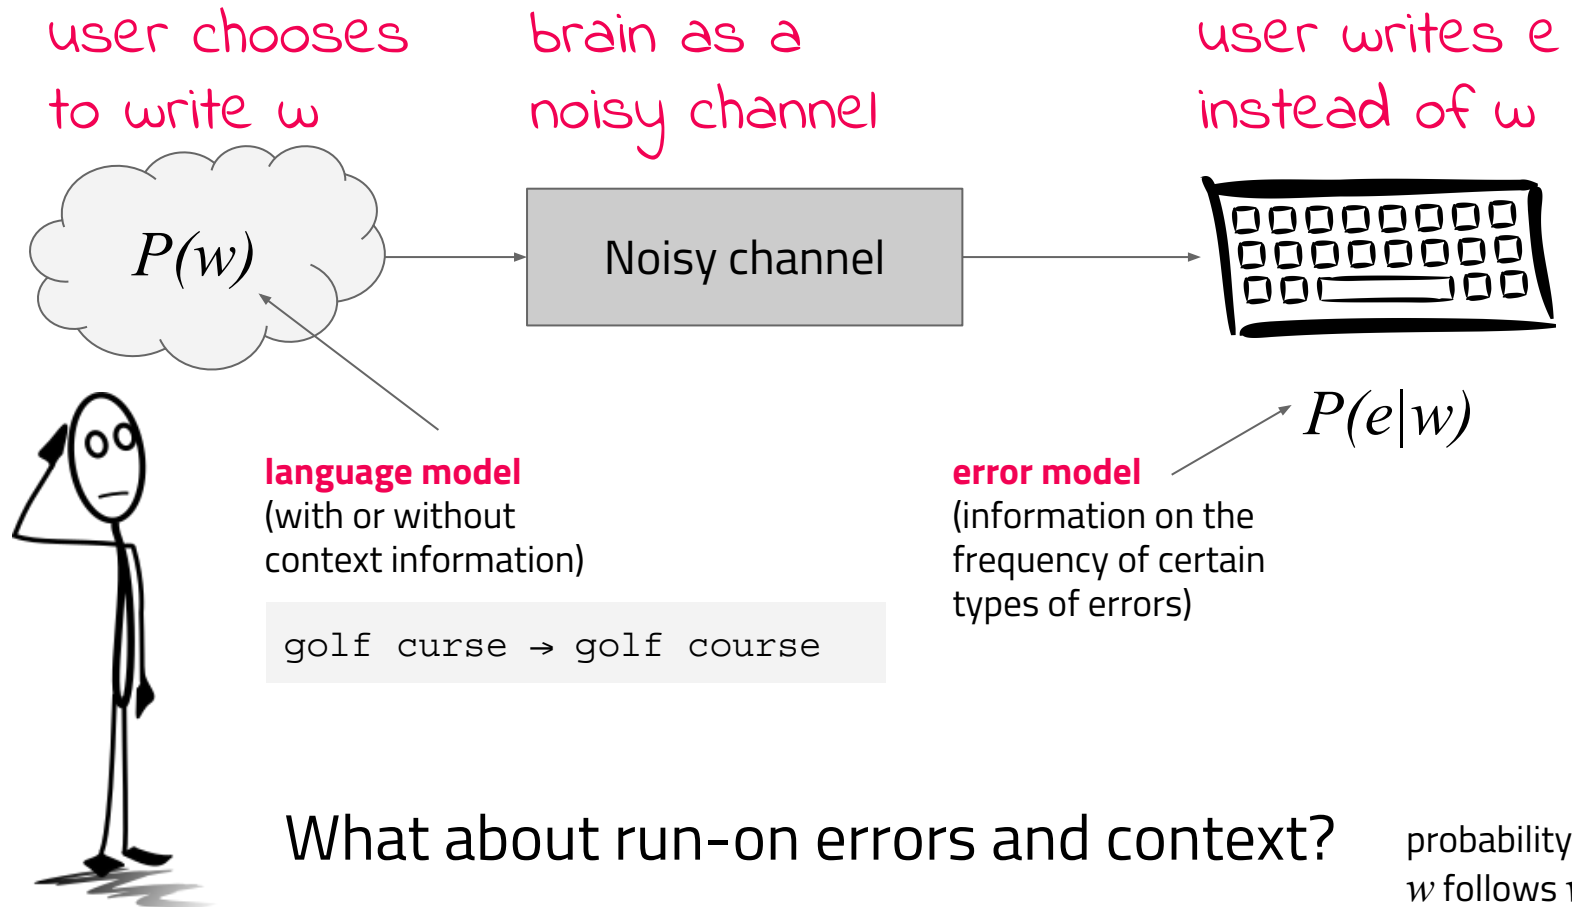 user chooses
to write w
brain as a
noisy channel
user writes e
instead of w
P(w)
Noisy channel
P(e|w)
language model
(with or without
context information)
error model
(information on the
frequency of certain
types of errors)
golf curse → golf course
What about run-on errors and context?
probability
w follows